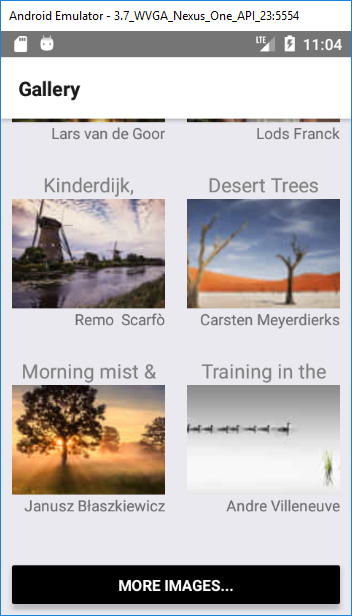 Android Emulator - 3.7_WVGA_Nexus_One_API_23:5554
LTE 11:04
Gallery
Lars van de Goor Lods Franck
Kinderdijk, Desert Trees
Remo  Scarfò Carsten Meyerdierks
Morning mist & Training in the
Janusz Błaszkiewicz Andre Villeneuve
MORE IMAGES...